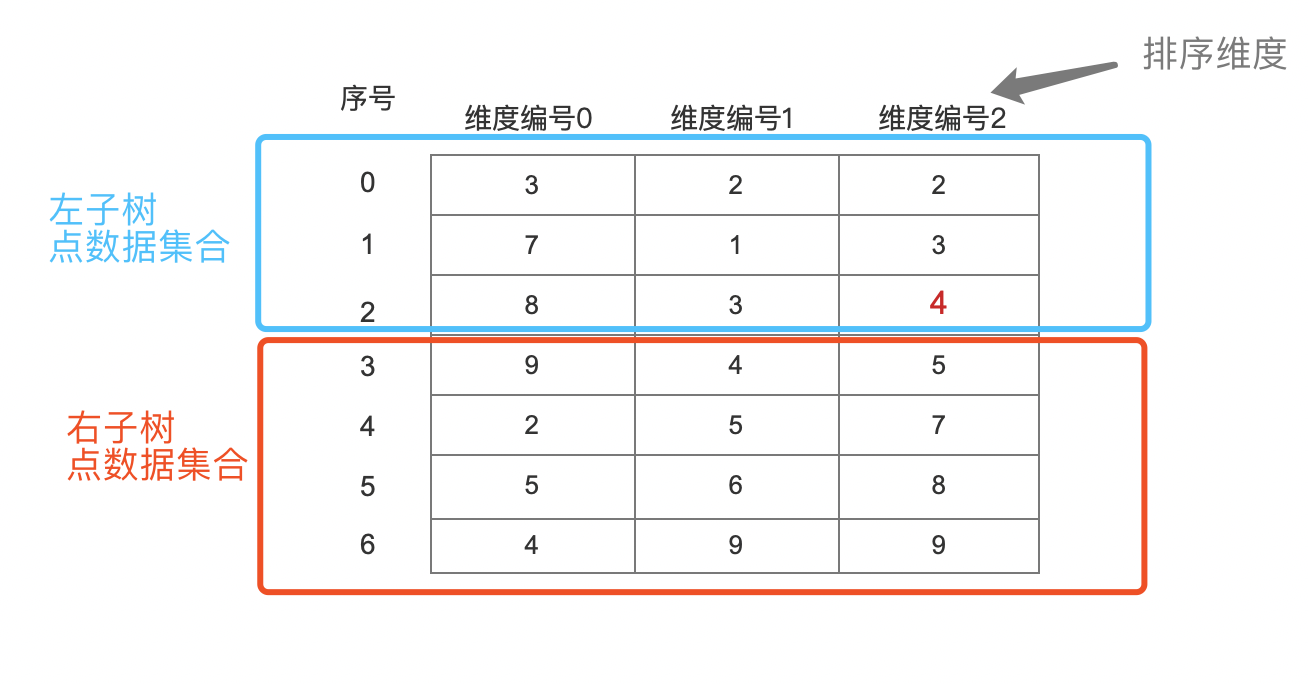 排序维度
序号 维度编号0 维度编号1 维度编号2
0 3 2 2
左子树
点数据集合
1 7 1 3
2 8 3 4
3 9 4 5
右子树
点数据集合
4 2 5 7
5 5 6 8
6 4 9 9